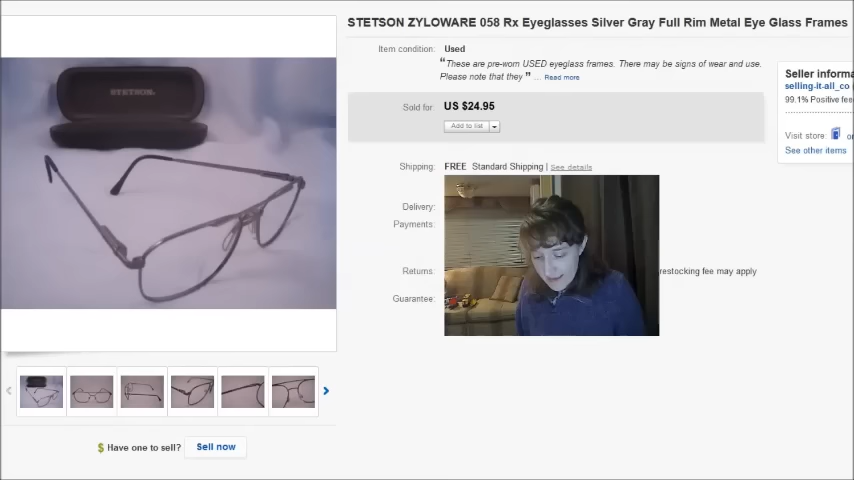 STETSON ZYLOWARE 058 Rx Eyeglasses Silver Gray Full Rim Metal Eye Glass Frames
Item condition: Used
“These are pre-worn USED eyeglass frames. There may be signs of wear and use.
Please note that they ” ... Read more
Sold for: US $24.95
Add to list
Shipping: FREE Standard Shipping | See details
Delivery:
Payments:
Returns: restocking fee may apply
Guarantee:
Seller informa
selling-it-all_co
99.1% Positive fee
Visit store: o
See other items
STETSON
$ Have one to sell? Sell now